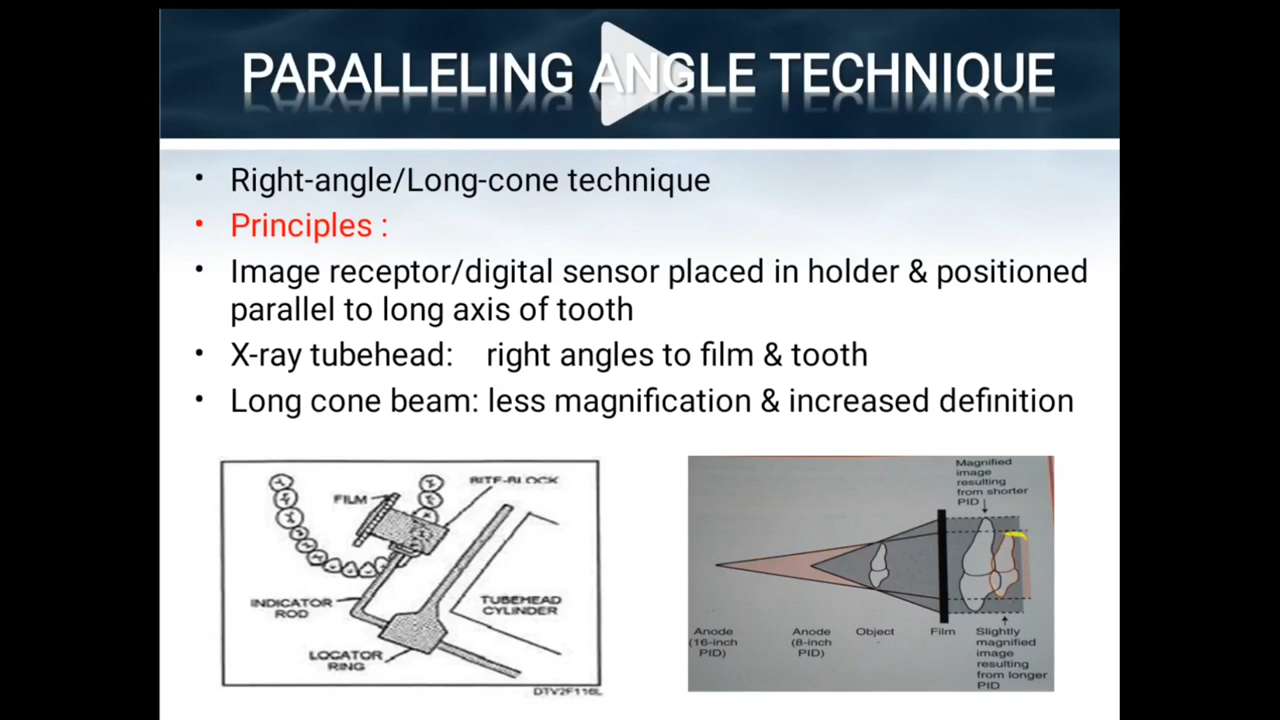 PARALLELING ANGLE TECHNIQUE
• Right-angle/Long-cone technique
• Principles :
• Image receptor/digital sensor placed in holder & positioned
parallel to long axis of tooth
• X-ray tubehead: right angles to film & tooth
• Long cone beam: less magnification & increased definition
BITE-BLOCK
FILM
INDICATOR
ROD
TUBEHEAD
CYLINDER
LOCATOR
RING
DTV2F116L
Magnified
image
resulting
from shorter
PID
Anode
(16-inch
PID)
Anode
(8-inch
PID)
Object
Film
Slightly
magnified
image
resulting
from longer
PID